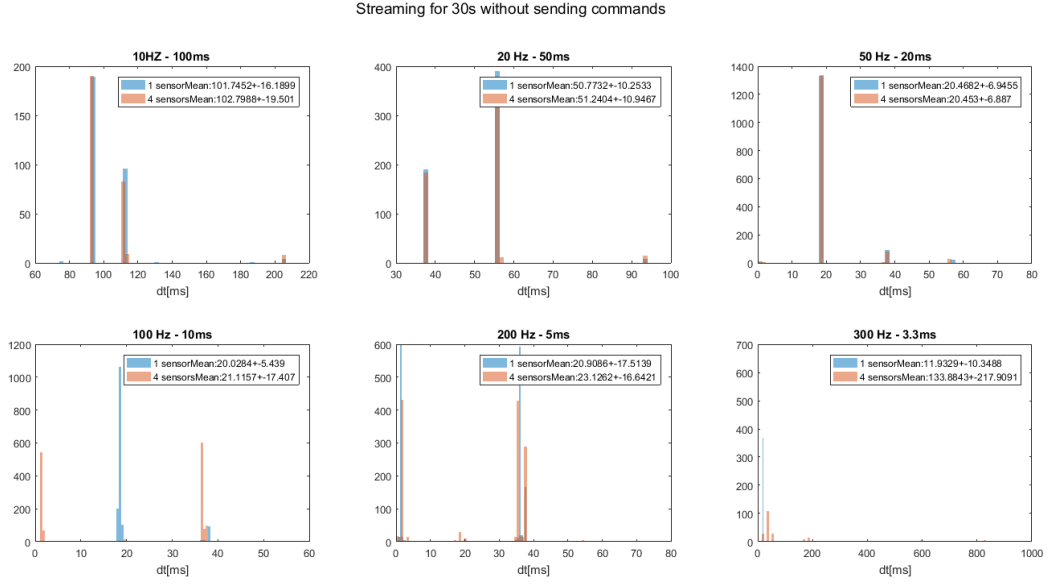 Streaming for 30s without sending commands
10HZ - 100ms
200
150
100
50
0
1 sensorMean:101.7452+-16.1899
4 sensorsMean:102.7988+-19.501
60 80 100 120 140 160 180 200 220
dt[ms]
20 Hz - 50ms
400
300
200
100
0
1 sensorMean:50.7732+-10.2533
4 sensorsMean:51.2404+-10.9467
30 40 50 60 70 80 90 100
dt[ms]
50 Hz - 20ms
1400
1200
1000
800
600
400
200
0
1 sensorMean:20.4682+-6.9455
4 sensorsMean:20.453+-6.887
0 10 20 30 40 50 60 70 80
dt[ms]
100 Hz - 10ms
1200
1000
800
600
400
200
0
1 sensorMean:20.0284+-5.439
4 sensorsMean:21.1157+-17.407
0 10 20 30 40 50 60
dt[ms]
200 Hz - 5ms
600
500
400
300
200
100
0
1 sensorMean:20.9086+-17.5139
4 sensorsMean:23.1262+-16.6421
0 20 40 60 80
dt[ms]
300 Hz - 3.3ms
700
600
500
400
300
200
100
0
1 sensorMean:11.9329+-10.3488
4 sensorsMean:133.8843+-217.9091
0 200 400 600 800 1000
dt[ms]